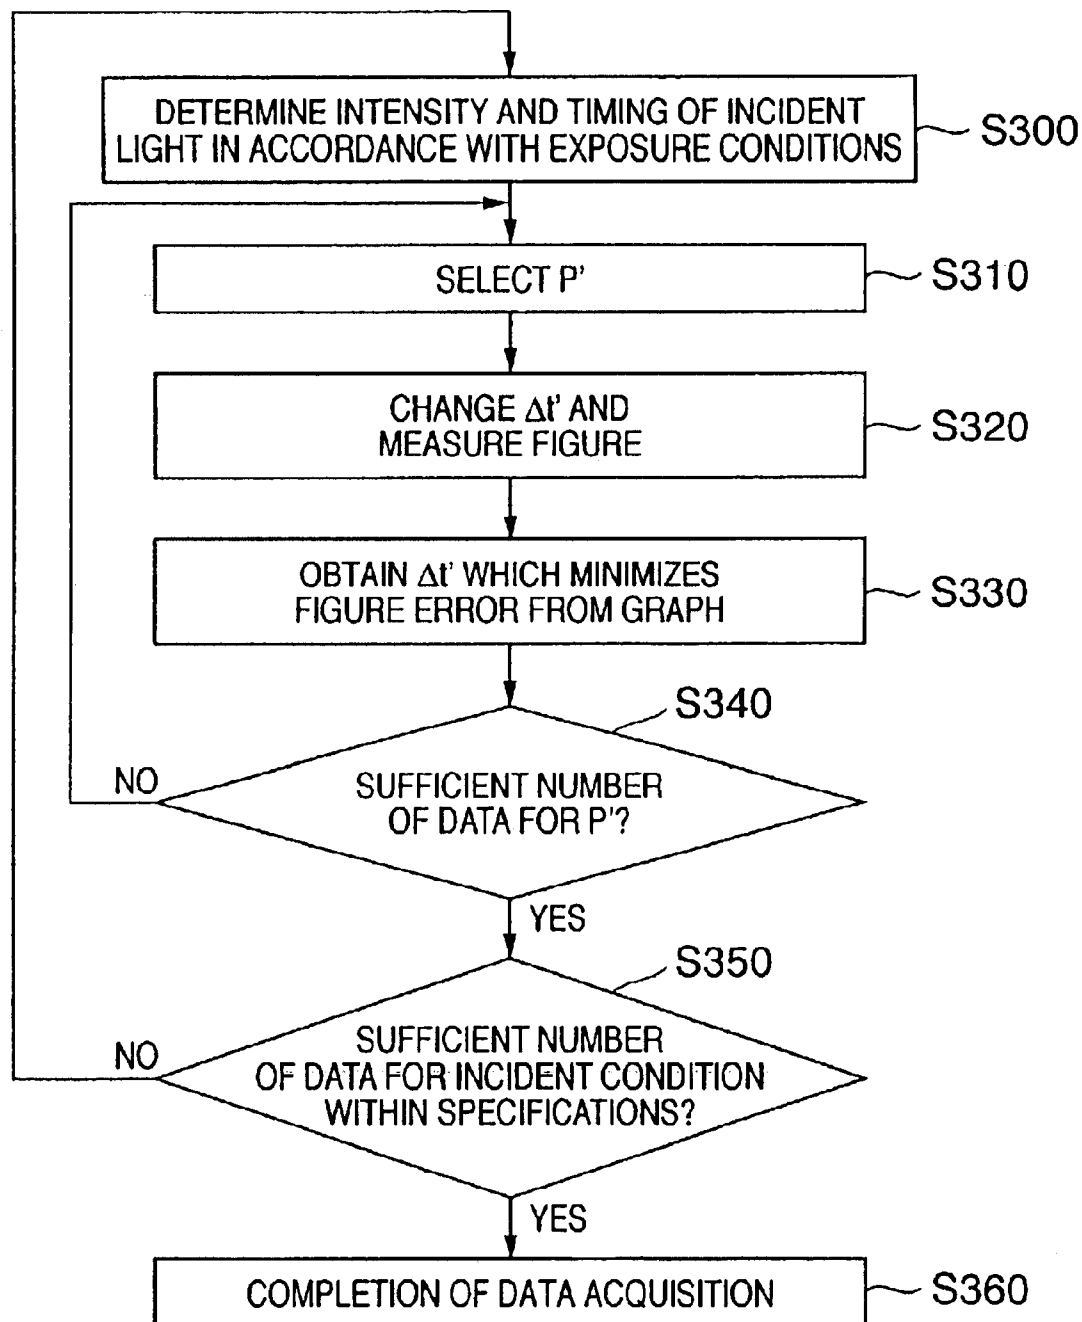 DETERMINE INTENSITY AND TIMING OF INCIDENT
LIGHT IN ACCORDANCE WITH EXPOSURE CONDITIONS
S300
SELECT P'
S310
CHANGE Δt' AND
MEASURE FIGURE
S320
OBTAIN Δt' WHICH MINIMIZES
FIGURE ERROR FROM GRAPH
S330
S340
NO
SUFFICIENT NUMBER
OF DATA FOR P'?
YES
S350
NO
SUFFICIENT NUMBER
OF DATA FOR INCIDENT CONDITION
WITHIN SPECIFICATIONS?
YES
COMPLETION OF DATA ACQUISITION
S360